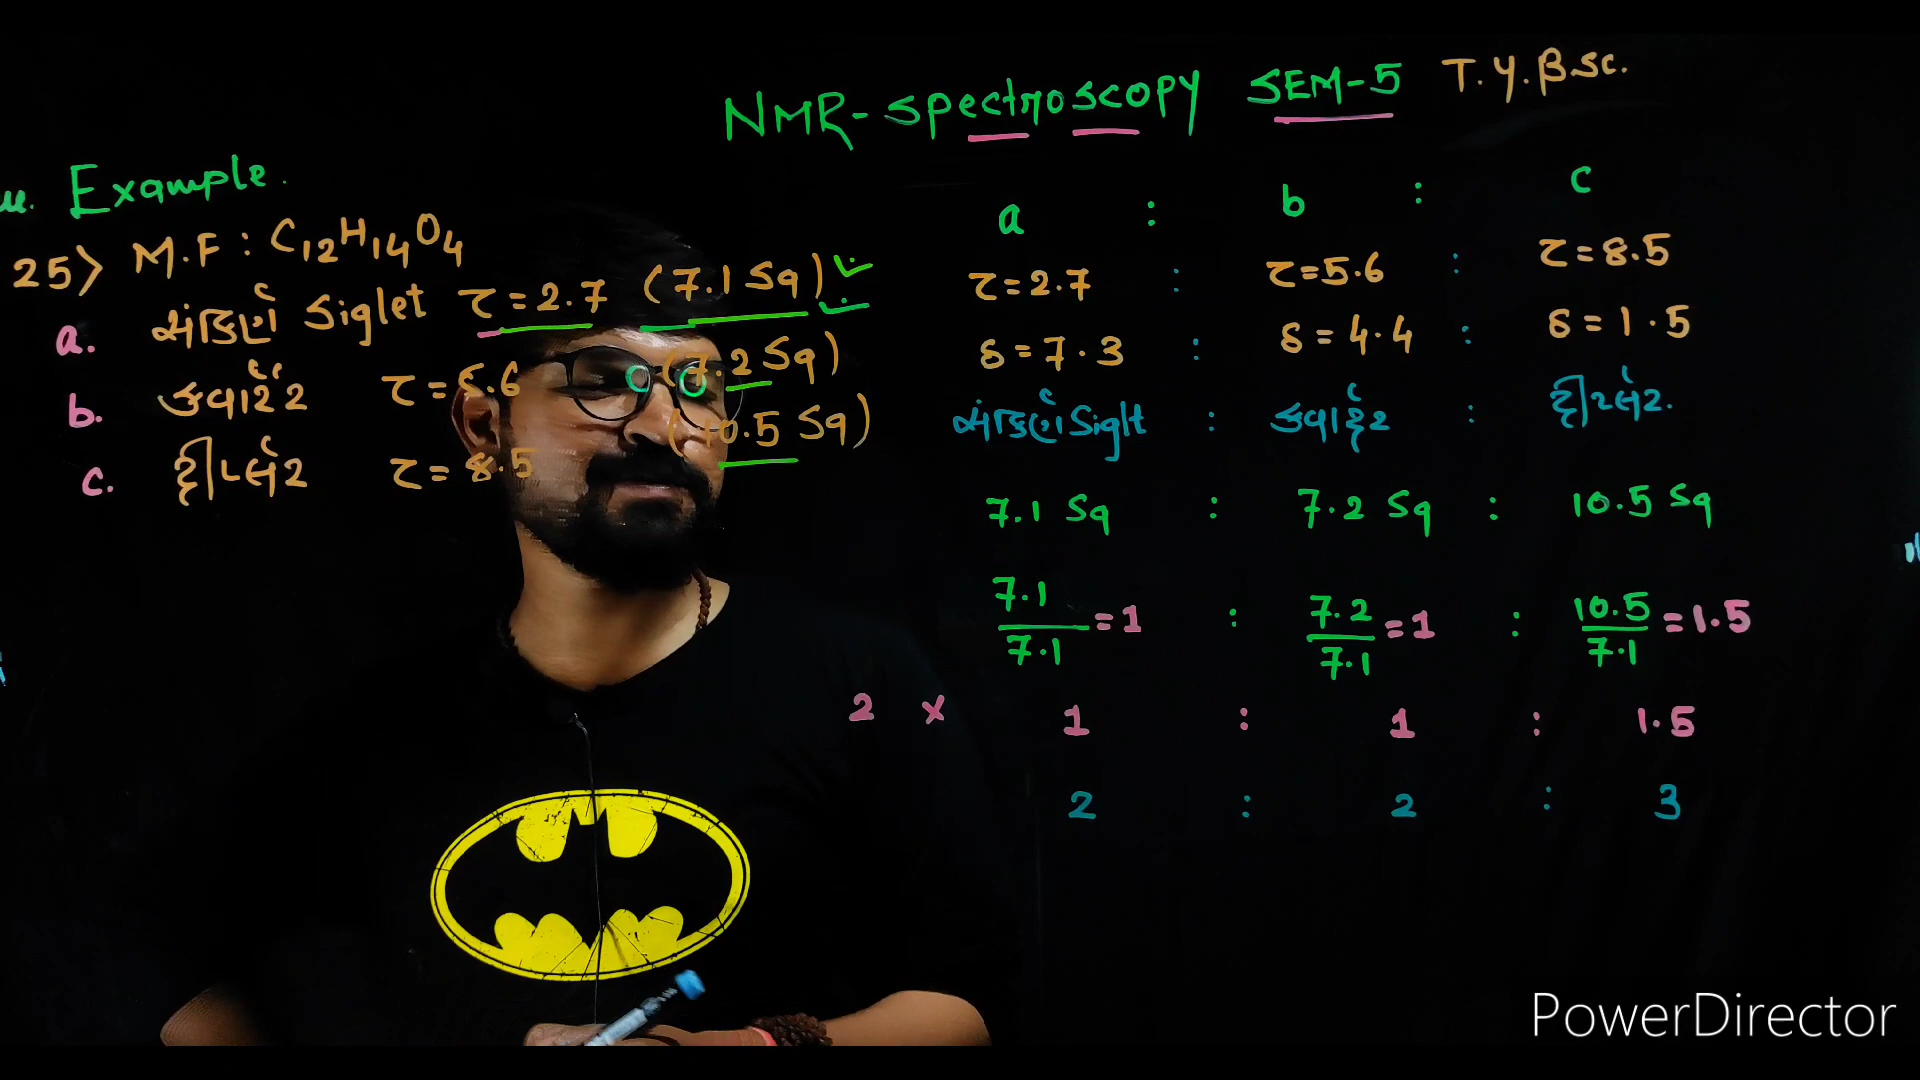 NMR-Spectroscopy SEM-5 T.Y.BSc.
Example.
25) M.F : C12H14O4
a. સંકિર્ણ Siglet τ = 2.7 (7.1 Sq)
b. ક્વાર્ટેટ τ = 5.6 (7.2 Sq)
c. ટ્રીપ્લેટ τ = 8.5 (10.5 Sq)
a : b : c
τ = 2.7 : τ = 5.6 : τ = 8.5
δ = 7.3 : δ = 4.4 : δ = 1.5
સંકિર્ણ Siglt : ક્વાર્ટેટ : ટ્રીપ્લેટ.
7.1 Sq : 7.2 Sq : 10.5 Sq
7.1/7.1 = 1 : 7.2/7.1 = 1 : 10.5/7.1 = 1.5
2 × 1 : 1 : 1.5
2 : 2 : 3
PowerDirector